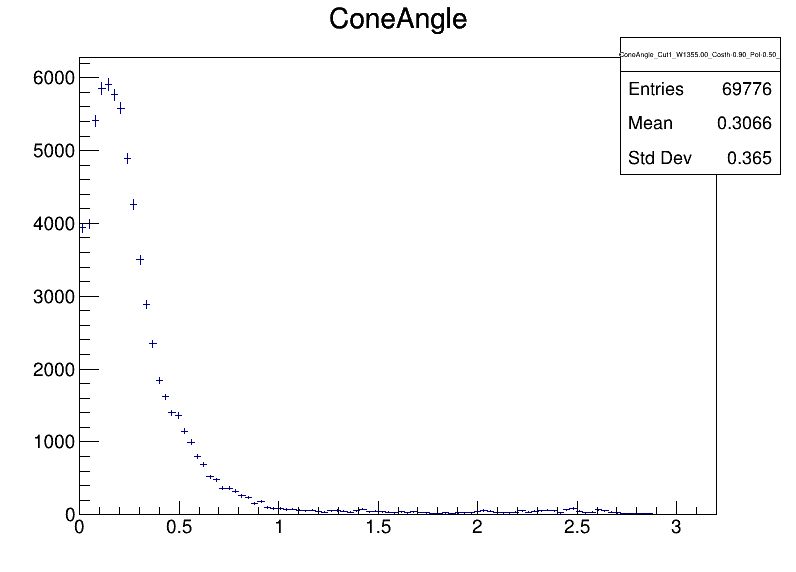 ConeAngle
ConeAngle_Cut1_W1355.00_Costh-0.90_Pol-0.50_
Entries 69776
Mean 0.3066
Std Dev 0.365
6000
5000
4000
3000
2000
1000
0
0 0.5 1 1.5 2 2.5 3